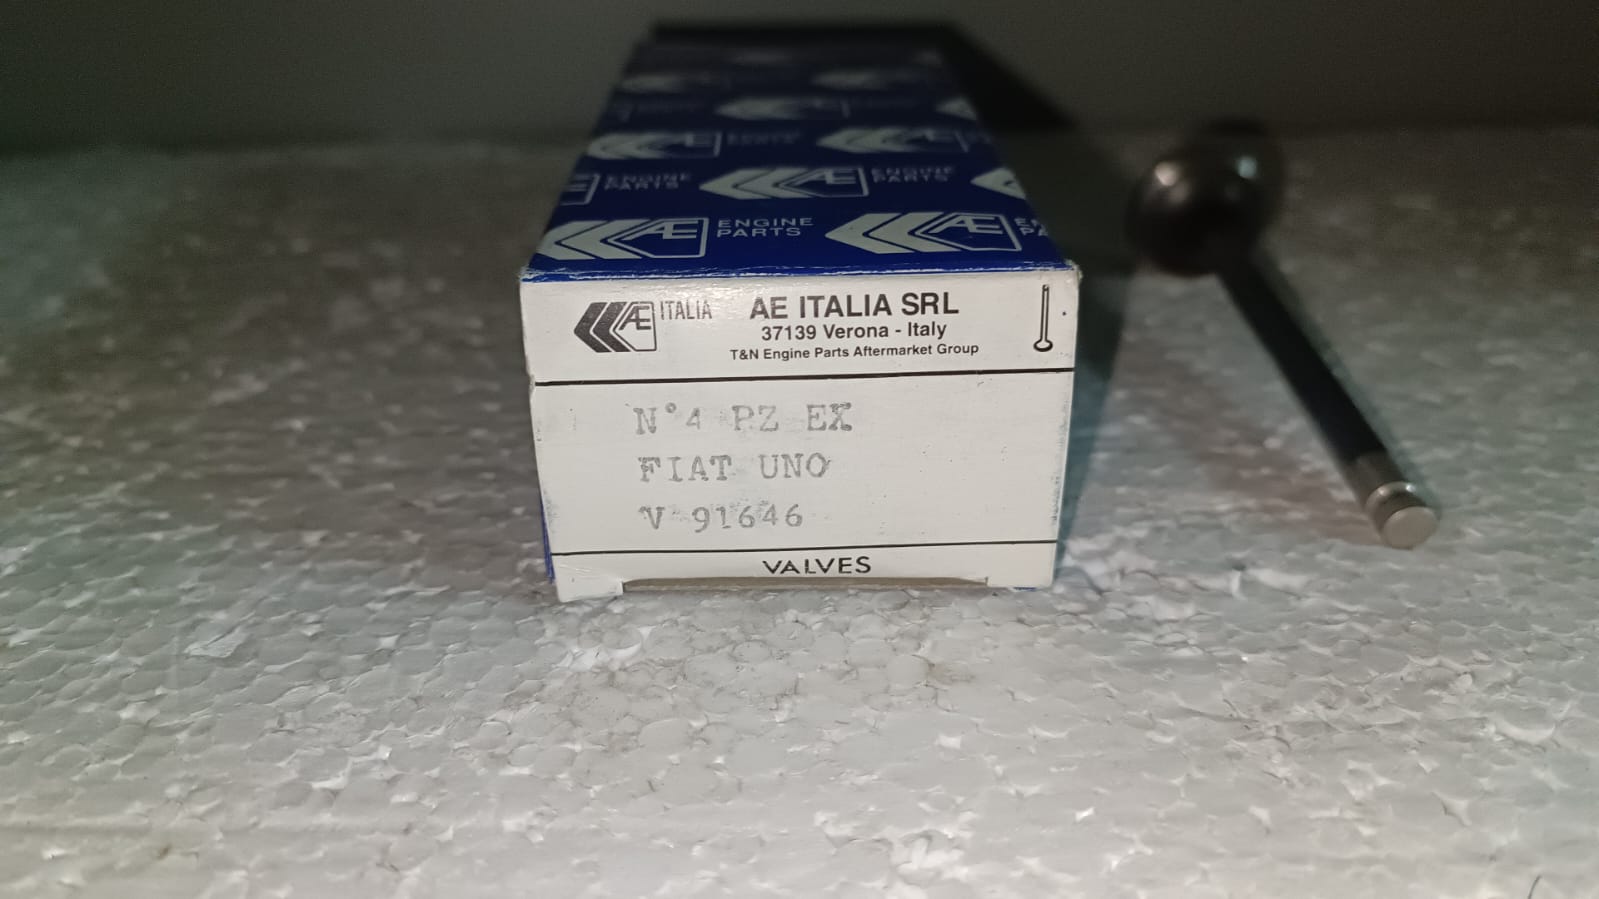 ENGINE PARTS
ENGINE PARTS
Æ ENGINE PARTS
Æ
Æ ITALIA
AE ITALIA SRL
37139 Verona - Italy
T&N Engine Parts Aftermarket Group
N°4 PZ EX
FIAT UNO
V 91646
VALVES